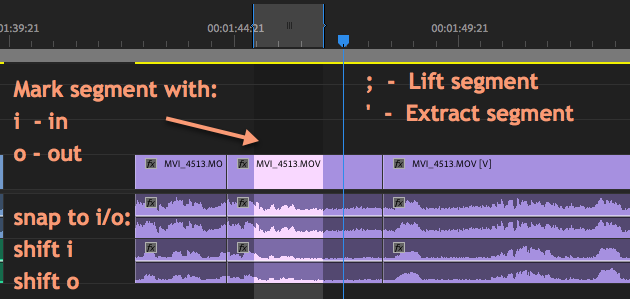 01:39:21
00:01:44:21
00:01:49:21
Mark segment with:
i - in
o - out
; - Lift segment
' - Extract segment
fx MVI_4513.MO
fx MVI_4513.MOV
fx MVI_4513.MOV [V]
snap to i/o:
shift i
shift o
fx fx fx
fx fx fx